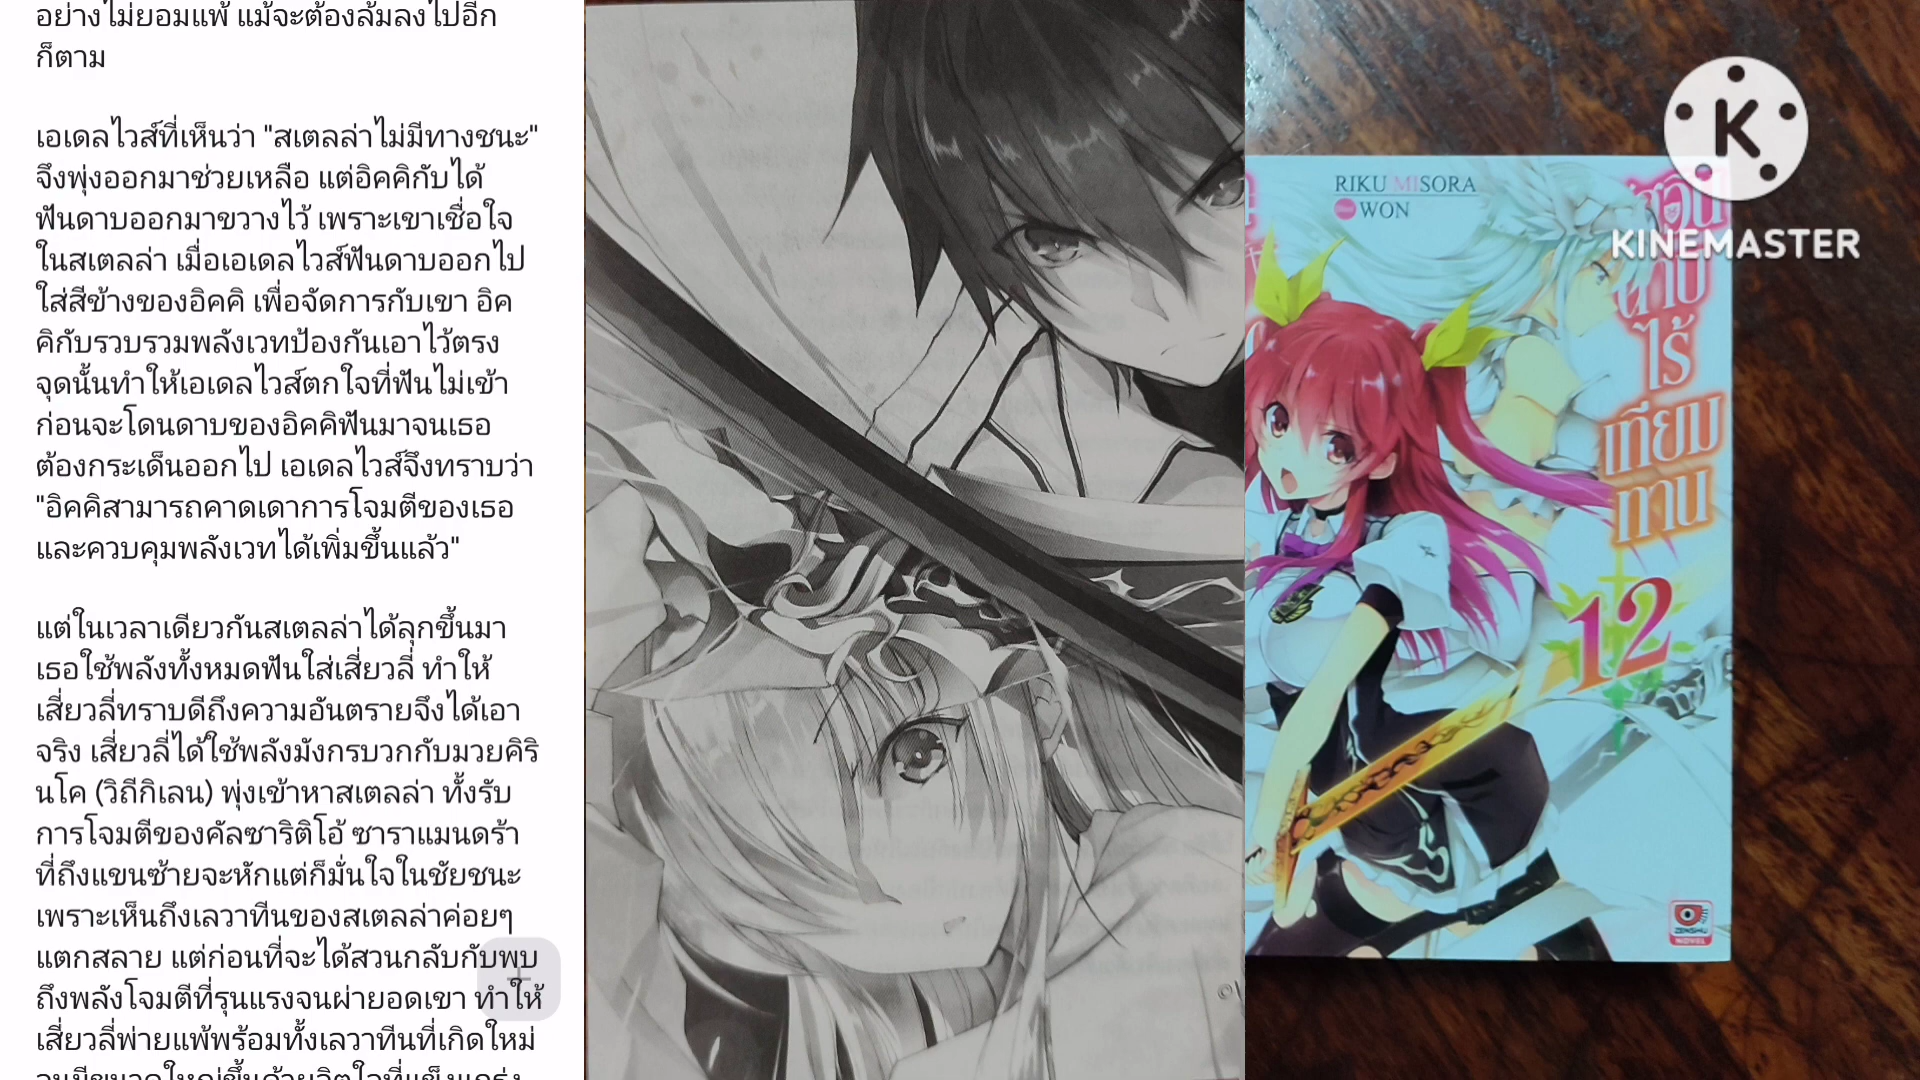 อย่างไม่ยอมแพ้ แม้จะต้องล้มลงไปอีก
ก็ตาม
เอเดลไวส์ที่เห็นว่า "สเตลล่าไม่มีทางชนะ"
จึงพุ่งออกมาช่วยเหลือ แต่อิคคิกับได้
ฟันดาบออกมาขวางไว้ เพราะเขาเชื่อใจ
ในสเตลล่า เมื่อเอเดลไวส์ฟันดาบออกไป
ใส่สีข้างของอิคคิ เพื่อจัดการกับเขา อิค
คิกับรวบรวมพลังเวทป้องกันเอาไว้ตรง
จุดนั้นทำให้เอเดลไวส์ตกใจที่ฟันไม่เข้า
ก่อนจะโดนดาบของอิคคิฟันมาจนเธอ
ต้องกระเด็นออกไป เอเดลไวส์จึงทราบว่า
"อิคคิสามารถคาดเดาการโจมตีของเธอ
และควบคุมพลังเวทได้เพิ่มขึ้นแล้ว"
แต่ในเวลาเดียวกันสเตลล่าได้ลุกขึ้นมา
เธอใช้พลังทั้งหมดฟันใส่เสี่ยวลี่ ทำให้
เสี่ยวลี่ทราบดีถึงความอันตรายจึงได้เอา
จริง เสี่ยวลี่ได้ใช้พลังมังกรบวกกับมวยคิริ
นโค (วิถีกิเลน) พุ่งเข้าหาสเตลล่า ทั้งรับ
การโจมตีของคัลซาริติโอ้ ซาราแมนดร้า
ที่ถึงแขนซ้ายจะหักแต่ก็มั่นใจในชัยชนะ
เพราะเห็นถึงเลวาทีนของสเตลล่าค่อยๆ
แตกสลาย แต่ก่อนที่จะได้สวนกลับกับพบ
ถึงพลังโจมตีที่รุนแรงจนผ่ายอดเขา ทำให้
เสี่ยวลี่พ่ายแพ้พร้อมทั้งเลวาทีนที่เกิดใหม่
RIKU MISORA
WON
ดาบ
ไร้
เทียม
ทาน
12
ZENSHU
NOVEL
K
KINEMASTER